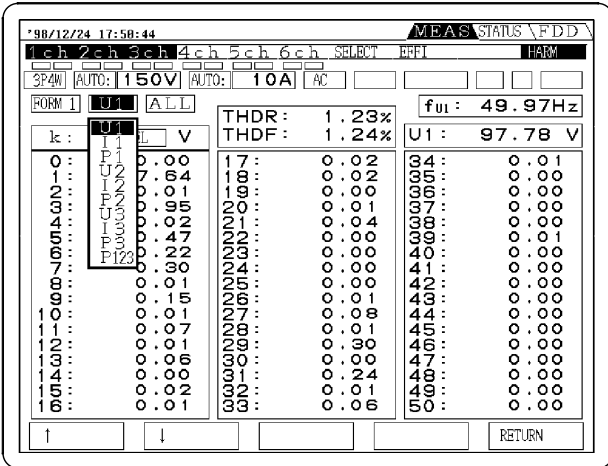 '98/12/24 17:50:44 MEAS STATUS FDD
1ch 2ch 3ch 4ch 5ch 6ch SELECT EFFI HARM
3P4W AUTO: 150V AUTO: 10A AC
FORM 1 U1 ALL THDR: 1.23% fU1: 49.97Hz
k: V THDF: 1.24% U1: 97.78 V
U1
I1
P1
U2
I2
P2
U3
I3
P3
P123
0: 0.00 17: 0.02 34: 0.01
1: 7.64 18: 0.02 35: 0.00
2: 0.01 19: 0.00 36: 0.00
3: 0.95 20: 0.01 37: 0.00
4: 0.02 21: 0.04 38: 0.00
5: 0.47 22: 0.00 39: 0.01
6: 0.22 23: 0.00 40: 0.00
7: 0.30 24: 0.00 41: 0.00
8: 0.01 25: 0.00 42: 0.00
9: 0.15 26: 0.01 43: 0.00
10: 0.01 27: 0.08 44: 0.00
11: 0.07 28: 0.01 45: 0.00
12: 0.01 29: 0.30 46: 0.00
13: 0.06 30: 0.00 47: 0.00
14: 0.00 31: 0.24 48: 0.00
15: 0.02 32: 0.01 49: 0.00
16: 0.01 33: 0.06 50: 0.00
↑ ↓ RETURN